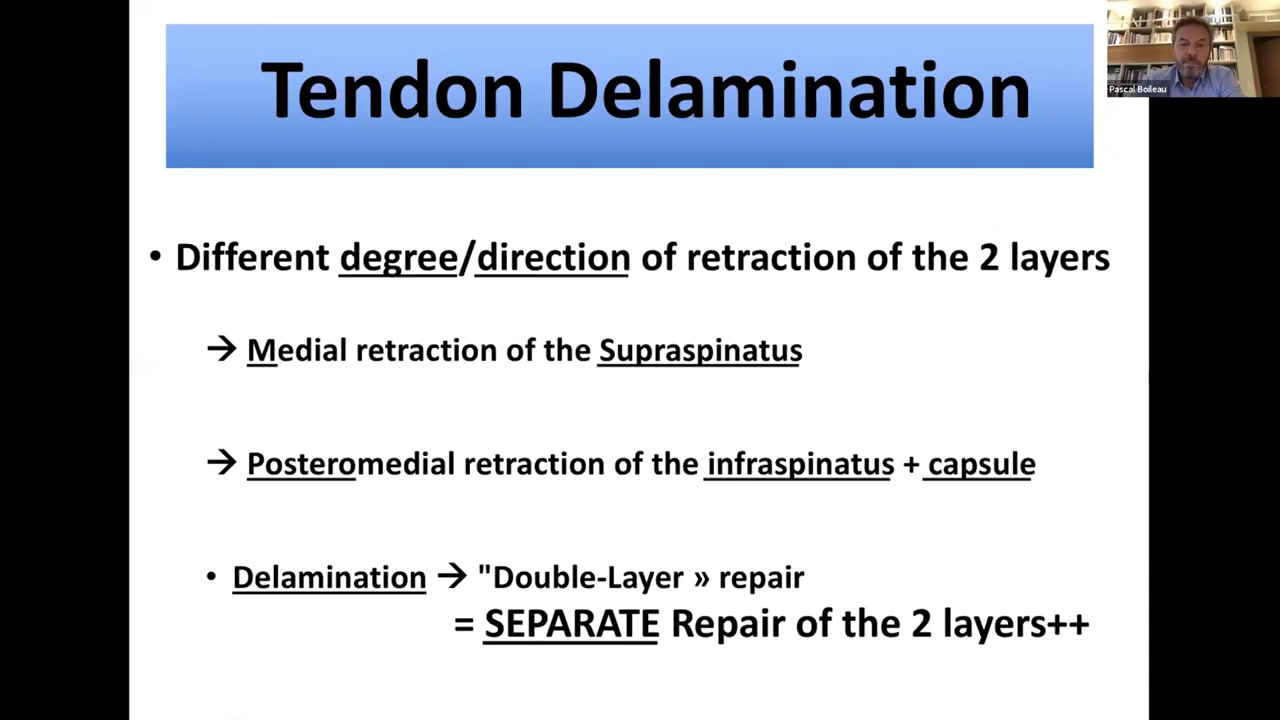 Tendon Delamination
Pascal Boileau
• Different degree/direction of retraction of the 2 layers
→ Medial retraction of the Supraspinatus
→ Posteromedial retraction of the infraspinatus + capsule
• Delamination → "Double-Layer » repair
= SEPARATE Repair of the 2 layers++